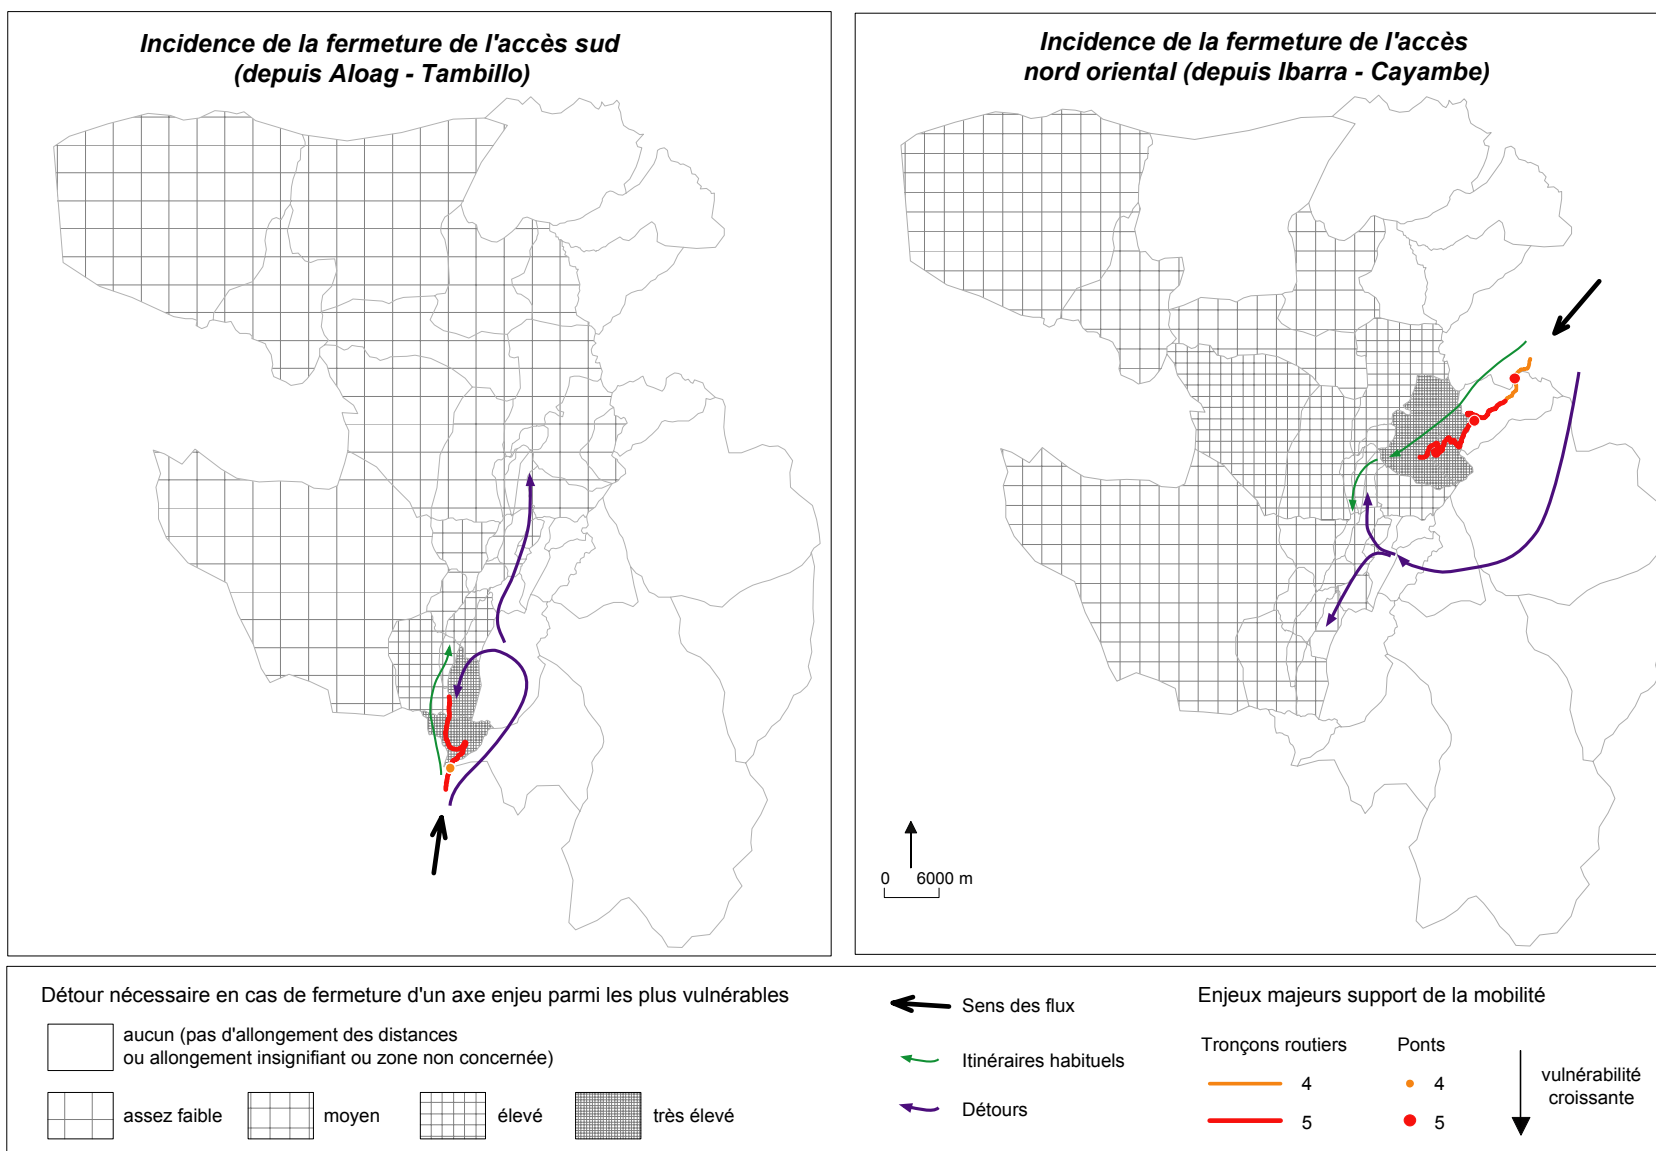 Incidence de la fermeture de l'accès sud
(depuis Aloag - Tambillo)
Incidence de la fermeture de l'accès
nord oriental (depuis Ibarra - Cayambe)
0 6000 m
Détour nécessaire en cas de fermeture d'un axe enjeu parmi les plus vulnérables
aucun (pas d'allongement des distances
ou allongement insignifiant ou zone non concernée)
assez faible
moyen
élevé
très élevé
Sens des flux
Itinéraires habituels
Détours
Enjeux majeurs support de la mobilité
Tronçons routiers
Ponts
4
4
5
5
vulnérabilité
croissante